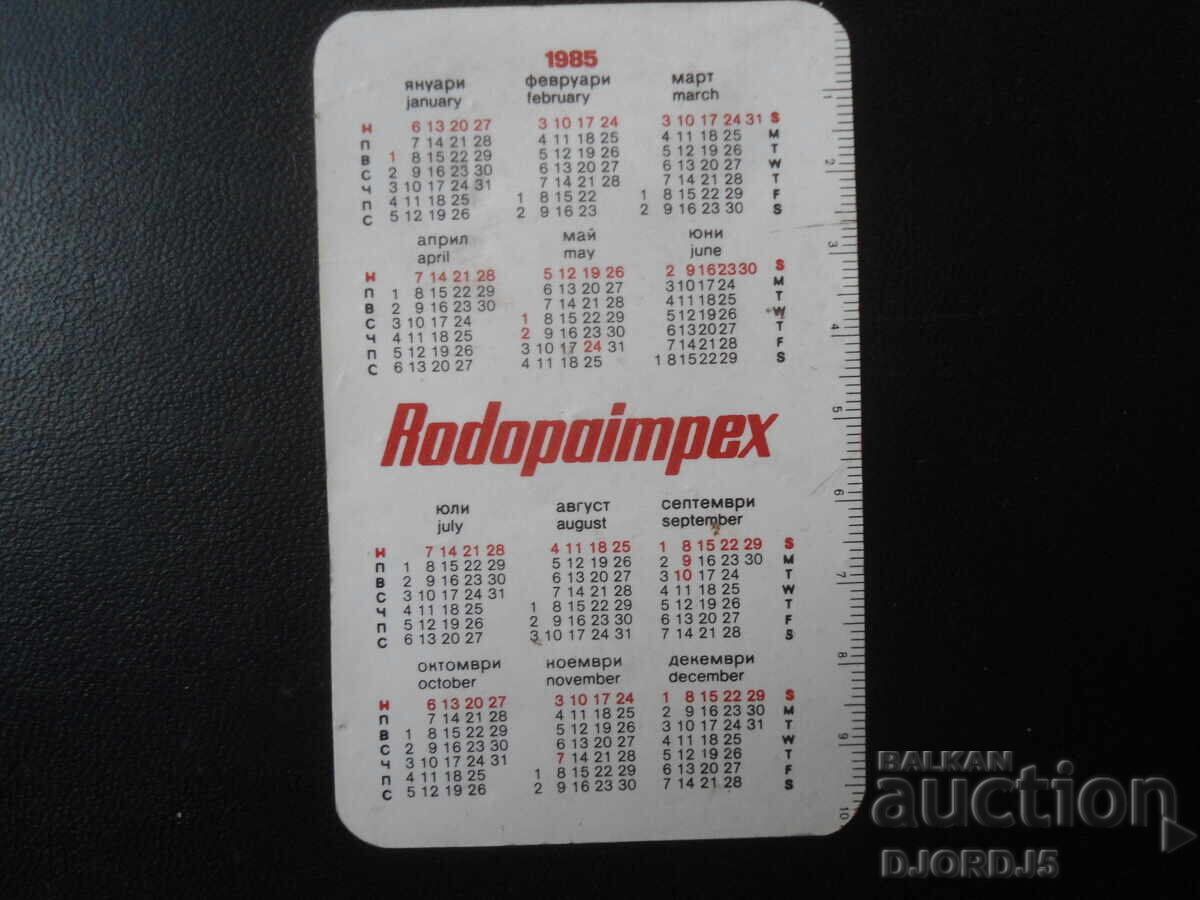 1985
януари февруари март
january february march
н 6 13 20 27 3 10 17 24 3 10 17 24 31 S
п 7 14 21 28 4 11 18 25 4 11 18 25 M
в 1 8 15 22 29 5 12 19 26 5 12 19 26 T
с 2 9 16 23 30 6 13 20 27 6 13 20 27 W
ч 3 10 17 24 31 7 14 21 28 7 14 21 28 T
п 4 11 18 25 1 8 15 22 1 8 15 22 29 F
с 5 12 19 26 2 9 16 23 2 9 16 23 30 S
април май юни
april may june
н 7 14 21 28 5 12 19 26 2 9 16 23 30 S
п 1 8 15 22 29 6 13 20 27 3 10 17 24 M
в 2 9 16 23 30 7 14 21 28 4 11 18 25 T
с 3 10 17 24 1 8 15 22 29 5 12 19 26 W
ч 4 11 18 25 2 9 16 23 30 6 13 20 27 T
п 5 12 19 26 3 10 17 24 31 7 14 21 28 F
с 6 13 20 27 4 11 18 25 1 8 15 22 29 S
Rodopaimpex
юли август септември
july august september
н 7 14 21 28 4 11 18 25 1 8 15 22 29 S
п 1 8 15 22 29 5 12 19 26 2 9 16 23 30 M
в 2 9 16 23 30 6 13 20 27 3 10 17 24 T
с 3 10 17 24 31 7 14 21 28 4 11 18 25 W
ч 4 11 18 25 1 8 15 22 29 5 12 19 26 T
п 5 12 19 26 2 9 16 23 30 6 13 20 27 F
с 6 13 20 27 3 10 17 24 31 7 14 21 28 S
октомври ноември декември
october november december
н 6 13 20 27 3 10 17 24 1 8 15 22 29 S
п 7 14 21 28 4 11 18 25 2 9 16 23 30 M
в 1 8 15 22 29 5 12 19 26 3 10 17 24 31 T
с 2 9 16 23 30 6 13 20 27 4 11 18 25 W
ч 3 10 17 24 31 7 14 21 28 5 12 19 26 T
п 4 11 18 25 1 8 15 22 29 6 13 20 27 F
с 5 12 19 26 2 9 16 23 30 7 14 21 28 S
1
2
3
4
5
6
7
8
9
10
BALKAN
auction
DJORDJ5